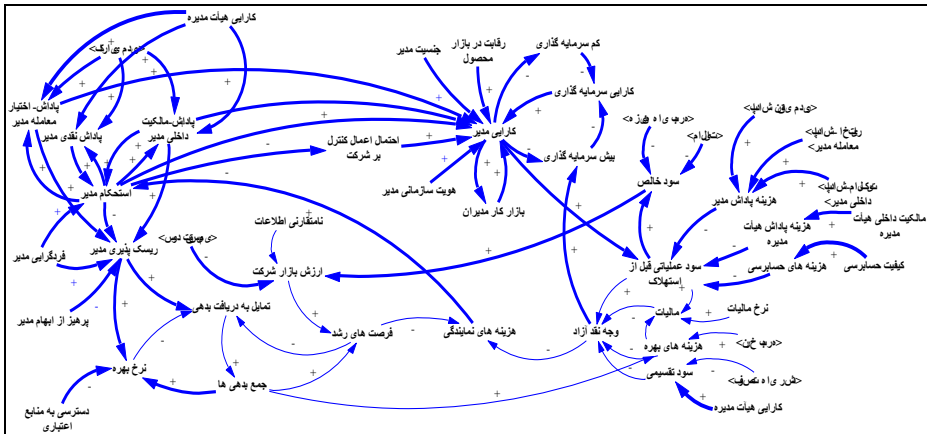 کارایی هیأت مدیره
پاداش- اختیار
معامله مدیر
پاداش نقدی مدیر
پاداش-مالکیت
داخلی مدیر
استحکام مدیر
فردگرایی مدیر
ریسک پذیری مدیر
پرهیز از ابهام مدیر
نرخ بهره
دسترسی به منابع
اعتباری
جمع بدهی ها
تمایل به دریافت بدهی
نامتقارنی اطلاعات
ارزش بازار شرکت
فرصت های رشد
هزینه های نمایندگی
احتمال اعمال کنترل
بر شرکت
جنسیت مدیر
رقابت در بازار
محصول
کارایی مدیر
هویت سازمانی مدیر
بازار کار مدیران
کم سرمایه گذاری
کارایی سرمایه گذاری
بیش سرمایه گذاری
سود خالص
معامله مدیر>
داخلی مدیر>
هزینه پاداش مدیر
هزینه پاداش هیأت
مدیره
مالکیت داخلی هیأت
مدیره
سود عملیاتی قبل از
استهلاک
هزینه های حسابرسی
کیفیت حسابرسی
وجه نقد آزاد
مالیات
نرخ مالیات
هزینه های بهره
سود تقسیمی
کارایی هیأت مدیره